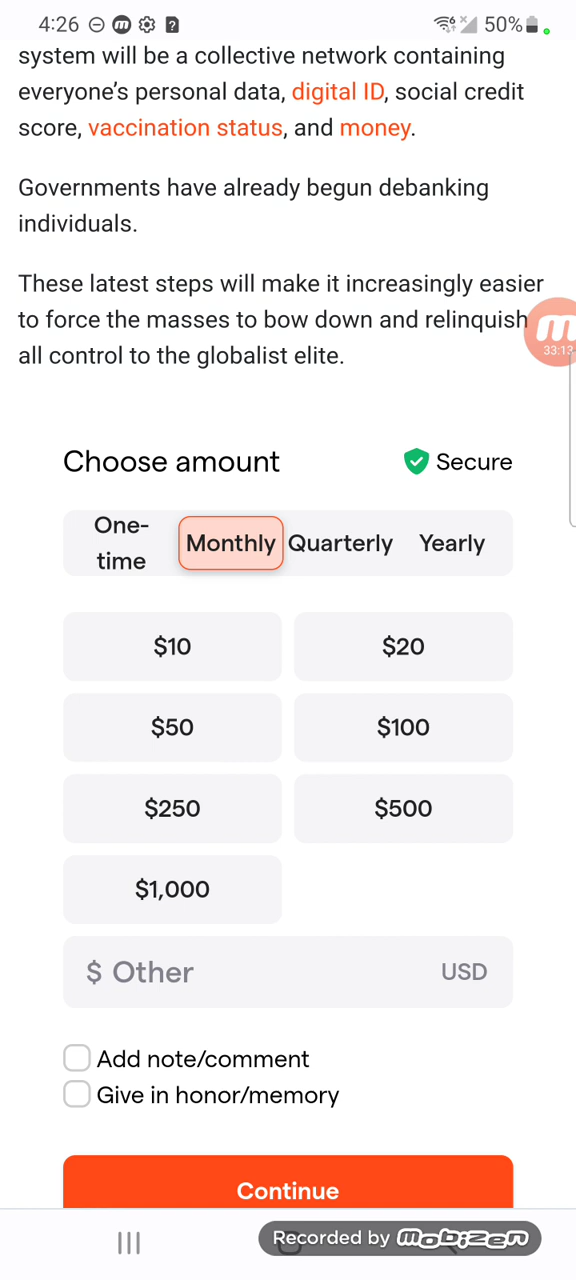 4:26
50%
system will be a collective network containing
everyone’s personal data, digital ID, social credit
score, vaccination status, and money.
Governments have already begun debanking
individuals.
These latest steps will make it increasingly easier
to force the masses to bow down and relinquish
all control to the globalist elite.
33:13
Choose amount
Secure
One-
time
Monthly
Quarterly
Yearly
$10
$20
$50
$100
$250
$500
$1,000
$ Other
USD
Add note/comment
Give in honor/memory
Continue
Recorded by mobizen